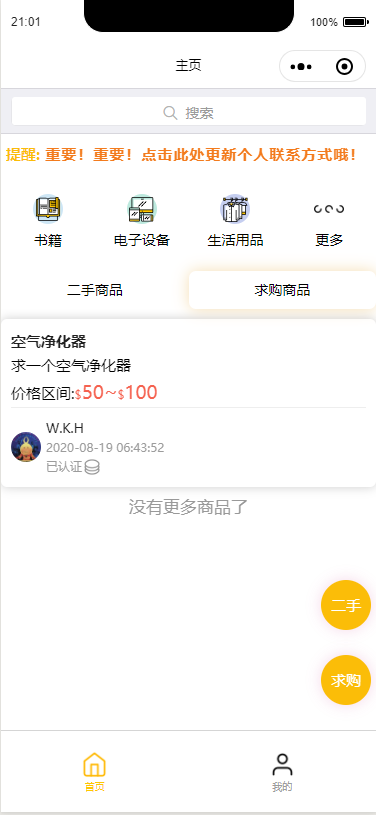 21:01
100%
主页
搜索
提醒: 重要！重要！点击此处更新个人联系方式哦！
书籍
电子设备
生活用品
更多
二手商品
求购商品
空气净化器
求一个空气净化器
价格区间:$50~$100
W.K.H
2020-08-19 06:43:52
已认证
没有更多商品了
二手
求购
首页
我的